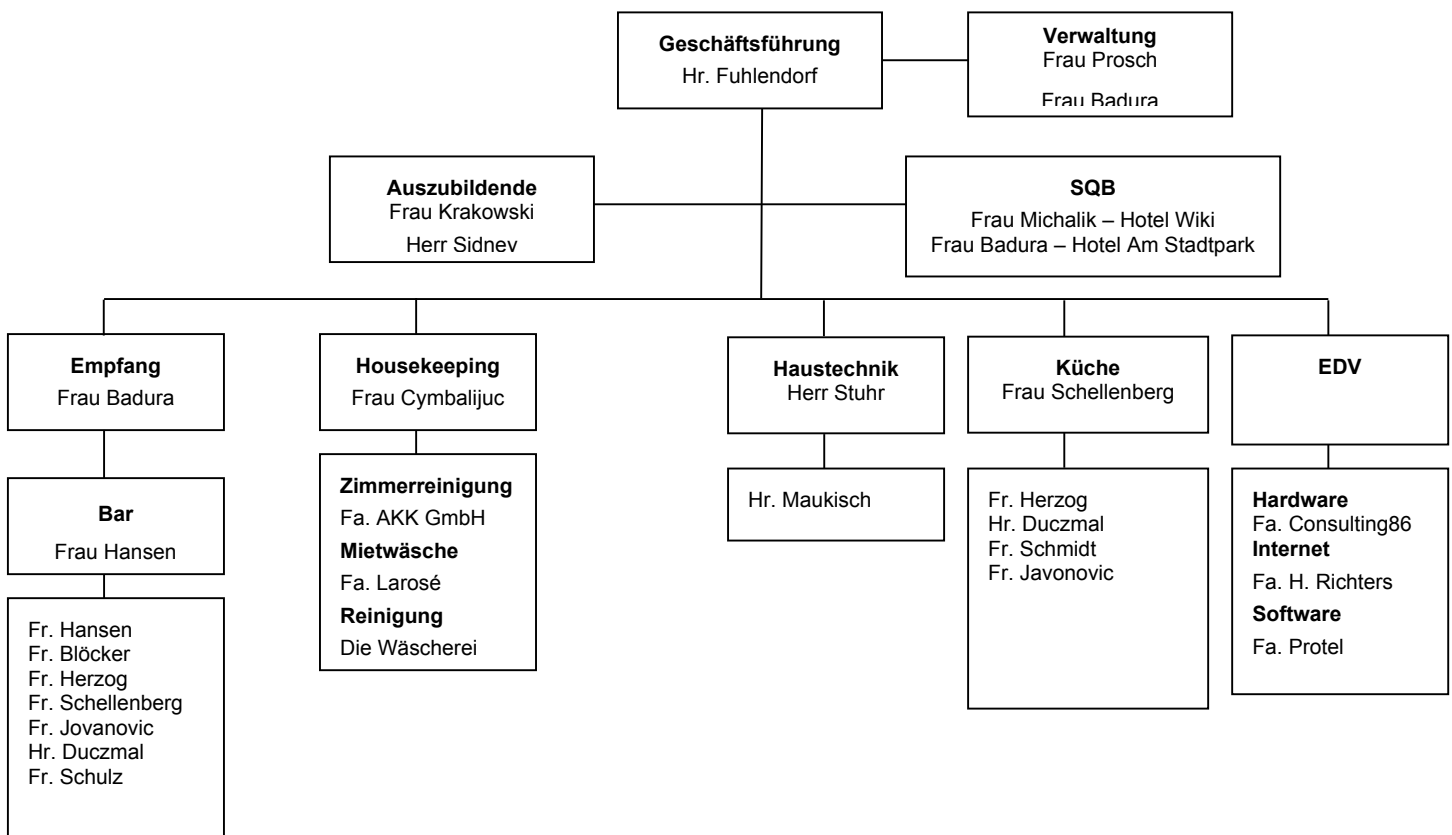 Geschäftsführung
Hr. Fuhlendorf
Verwaltung
Frau Prosch
Frau Badura
Auszubildende
Frau Krakowski
Herr Sidnev
SQB
Frau Michalik – Hotel Wiki
Frau Badura – Hotel Am Stadtpark
Empfang
Frau Badura
Housekeeping
Frau Cymbalijuc
Haustechnik
Herr Stuhr
Küche
Frau Schellenberg
EDV
Bar
Frau Hansen
Fr. Hansen
Fr. Blöcker
Fr. Herzog
Fr. Schellenberg
Fr. Jovanovic
Hr. Duczmal
Fr. Schulz
Zimmerreinigung
Fa. AKK GmbH
Mietwäsche
Fa. Larosé
Reinigung
Die Wäscherei
Hr. Maukisch
Fr. Herzog
Hr. Duczmal
Fr. Schmidt
Fr. Javonovic
Hardware
Fa. Consulting86
Internet
Fa. H. Richters
Software
Fa. Protel